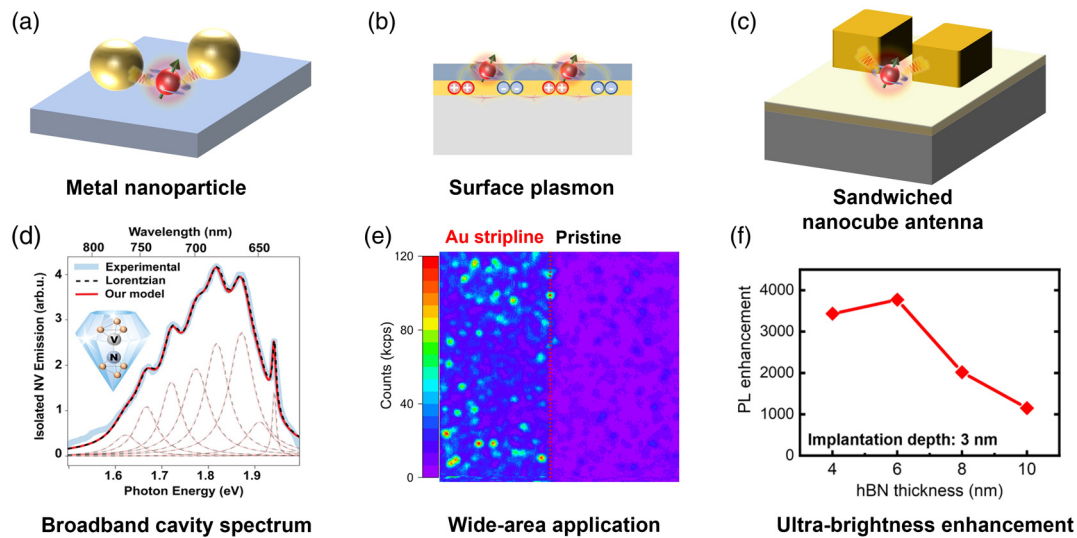 (a)
Metal nanoparticle
(b)
+ + - - + + - -
Surface plasmon
(c)
Sandwiched
nanocube antenna
(d)
Wavelength (nm)
800 750 700 650
Experimental
Lorentzian
Our model
V
N
Isolated NV Emission (arb.u.)
4
3
2
1
0
1.6 1.7 1.8 1.9
Photon Energy (eV)
Broadband cavity spectrum
(e)
Au stripline Pristine
Counts (kcps)
120
80
40
0
Wide-area application
(f)
PL enhancement
4000
3000
2000
1000
Implantation depth: 3 nm
4 6 8 10
hBN thickness (nm)
Ultra-brightness enhancement